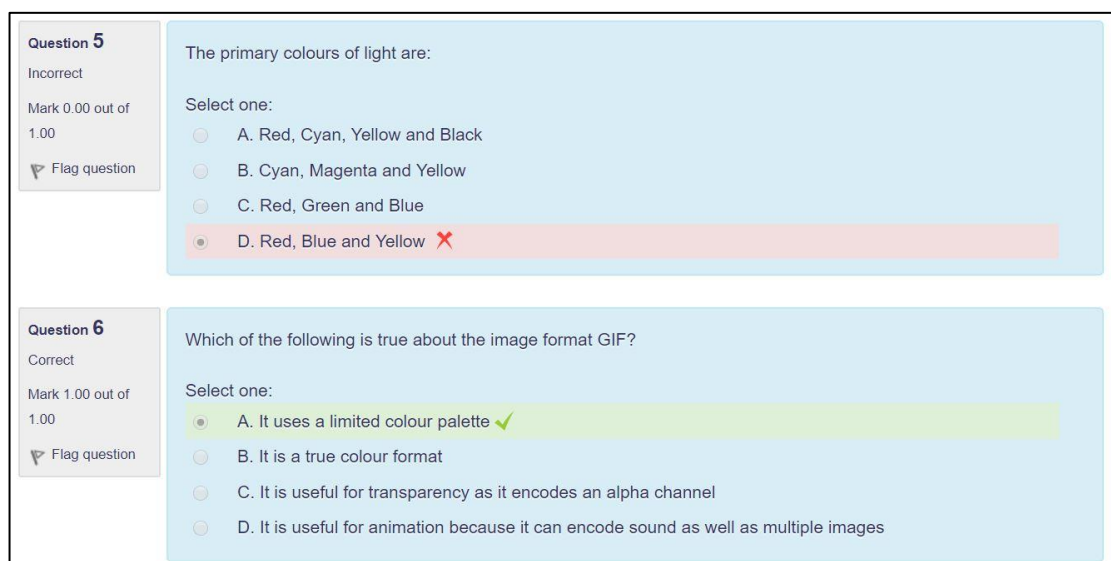 Question 5
Incorrect
Mark 0.00 out of
1.00
Flag question
The primary colours of light are:
Select one:
A. Red, Cyan, Yellow and Black
B. Cyan, Magenta and Yellow
C. Red, Green and Blue
D. Red, Blue and Yellow
Question 6
Correct
Mark 1.00 out of
1.00
Flag question
Which of the following is true about the image format GIF?
Select one:
A. It uses a limited colour palette
B. It is a true colour format
C. It is useful for transparency as it encodes an alpha channel
D. It is useful for animation because it can encode sound as well as multiple images